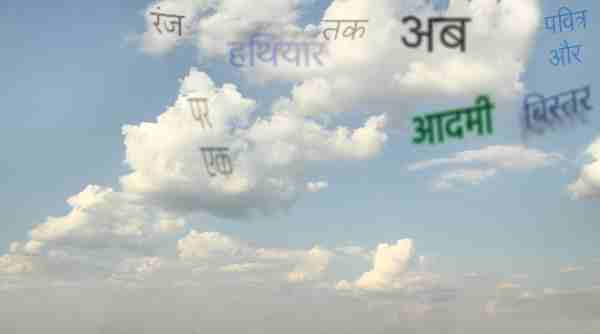 रंज
हथियार
तक
अब
पवित्र
और
पर
एक
आदमी
बिस्तर